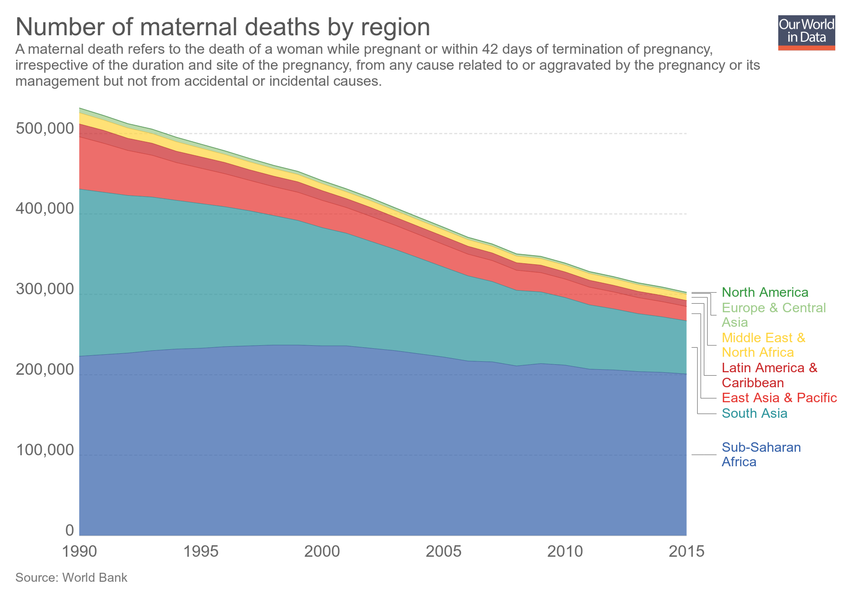 Number of maternal deaths by region
Our World
in Data
A maternal death refers to the death of a woman while pregnant or within 42 days of termination of pregnancy,
irrespective of the duration and site of the pregnancy, from any cause related to or aggravated by the pregnancy or its
management but not from accidental or incidental causes.
500,000
400,000
300,000
200,000
100,000
0
1990
1995
2000
2005
2010
2015
North America
Europe & Central
Asia
Middle East &
North Africa
Latin America &
Caribbean
East Asia & Pacific
South Asia
Sub-Saharan
Africa
Source: World Bank